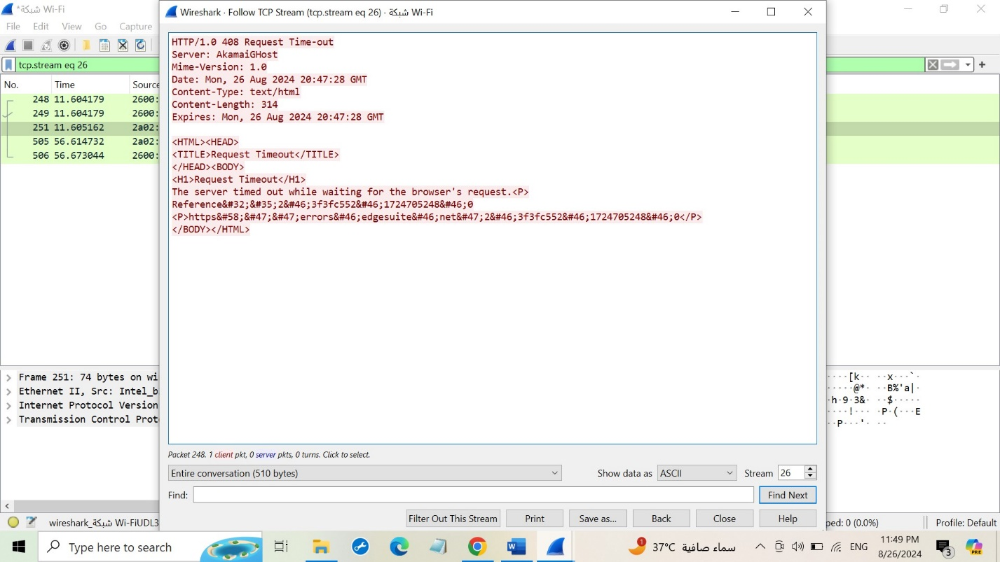 *شبكة Wi-Fi
File Edit View Go Capture
tcp.stream eq 26
No. Time Source
248 11.604179 2600:
249 11.604179 2600:
251 11.605162 2a02:
505 56.614732 2a02:
506 56.673044 2600:
Frame 251: 74 bytes on wi
Ethernet II, Src: Intel_b
Internet Protocol Version
Transmission Control Prot
wireshark_شبكة Wi-FiUDL3
Wireshark · Follow TCP Stream (tcp.stream eq 26) · شبكة Wi-Fi
HTTP/1.0 408 Request Time-out
Server: AkamaiGHost
Mime-Version: 1.0
Date: Mon, 26 Aug 2024 20:47:28 GMT
Content-Type: text/html
Content-Length: 314
Expires: Mon, 26 Aug 2024 20:47:28 GMT
<HTML><HEAD>
<TITLE>Request Timeout</TITLE>
</HEAD><BODY>
<H1>Request Timeout</H1>
The server timed out while waiting for the browser's request.<P>
Reference&#32;&#35;2&#46;3f3fc552&#46;1724705248&#46;0
<P>https&#58;&#47;&#47;errors&#46;edgesuite&#46;net&#47;2&#46;3f3fc552&#46;1724705248&#46;0</P>
</BODY></HTML>
Packet 248. 1 client pkt, 0 server pkts, 0 turns. Click to select.
Entire conversation (510 bytes) Show data as ASCII Stream 26
Find: Find Next
Filter Out This Stream Print Save as... Back Close Help
····[k·· ··x···`·
·····@*· ·B%'a|·
·h·9·3&· ··$·····
····!··· ·P·(···E
··P···'· ··
ped: 0 (0.0%) Profile: Default
Type here to search
1 37°C سماء صافية ENG 11:49 PM
8/26/2024 3 PRE